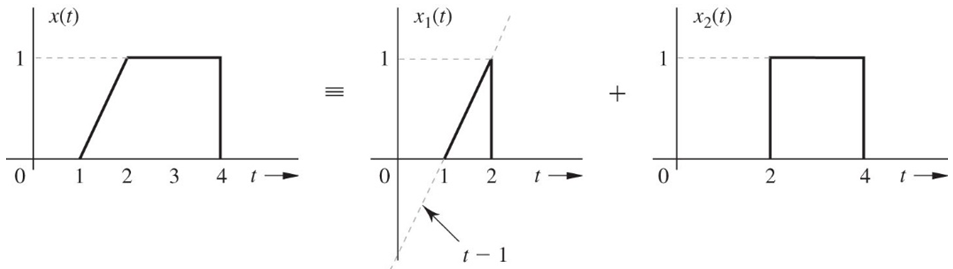 x(t)
1
0 1 2 3 4 t
≡
x₁(t)
1
0 1 2 t
t − 1
+
x₂(t)
1
0 2 4 t